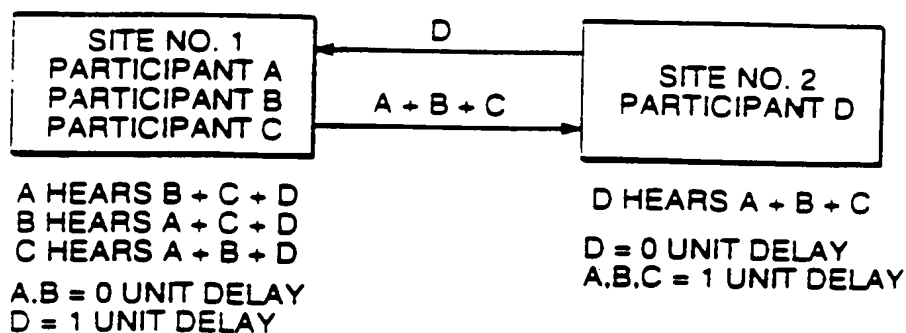 SITE NO. 1
PARTICIPANT A
PARTICIPANT B
PARTICIPANT C
D
A + B + C
SITE NO. 2
PARTICIPANT D
A HEARS B + C + D
B HEARS A + C + D
C HEARS A + B + D
A.B = 0 UNIT DELAY
D = 1 UNIT DELAY
D HEARS A + B + C
D = 0 UNIT DELAY
A.B.C = 1 UNIT DELAY